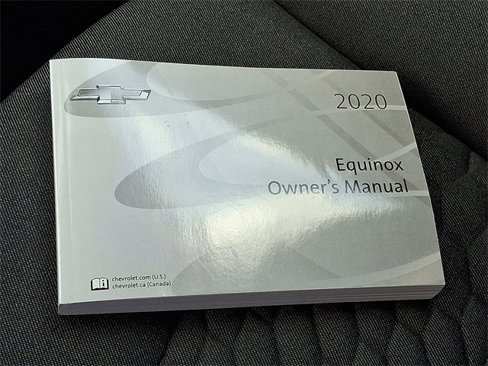 2020
Equinox
Owner's Manual
chevrolet.com (U.S.)
chevrolet.ca (Canada)